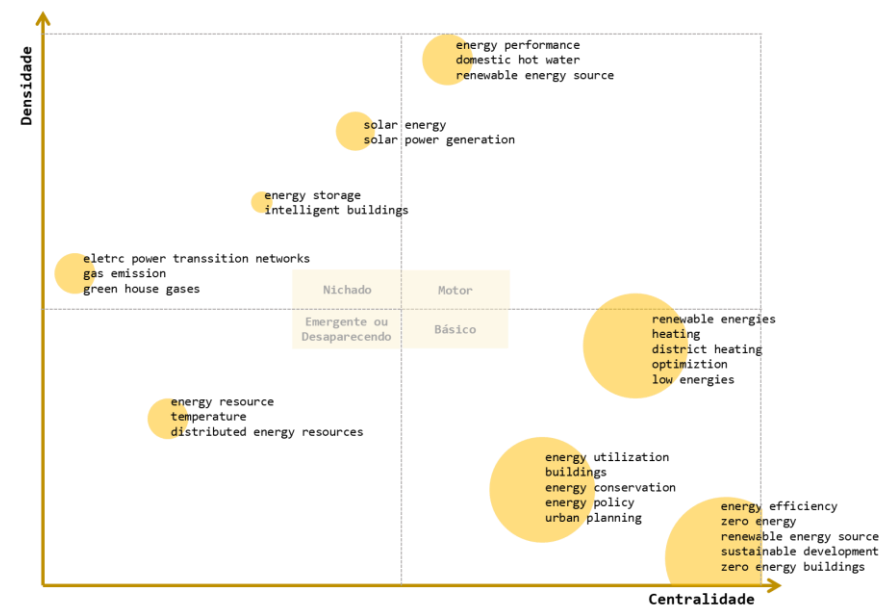 Densidade
energy performance
domestic hot water
renewable energy source
solar energy
solar power generation
energy storage
intelligent buildings
eletrc power transsition networks
gas emission
green house gases
Nichado
Motor
Emergente ou
Desaparecendo
Básico
renewable energies
heating
district heating
optimiztion
low energies
energy resource
temperature
distributed energy resources
energy utilization
buildings
energy conservation
energy policy
urban planning
energy efficiency
zero energy
renewable energy source
sustainable development
zero energy buildings
Centralidade